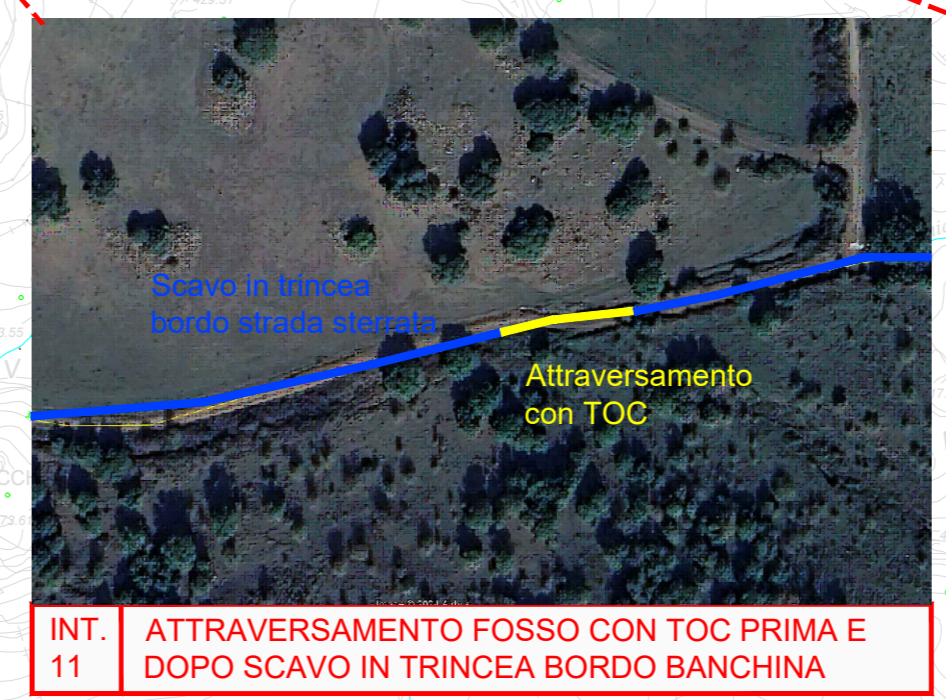 Scavo in trincea
bordo strada sterrata
Attraversamento
con TOC
INT.
11
ATTRAVERSAMENTO FOSSO CON TOC PRIMA E
DOPO SCAVO IN TRINCEA BORDO BANCHINA